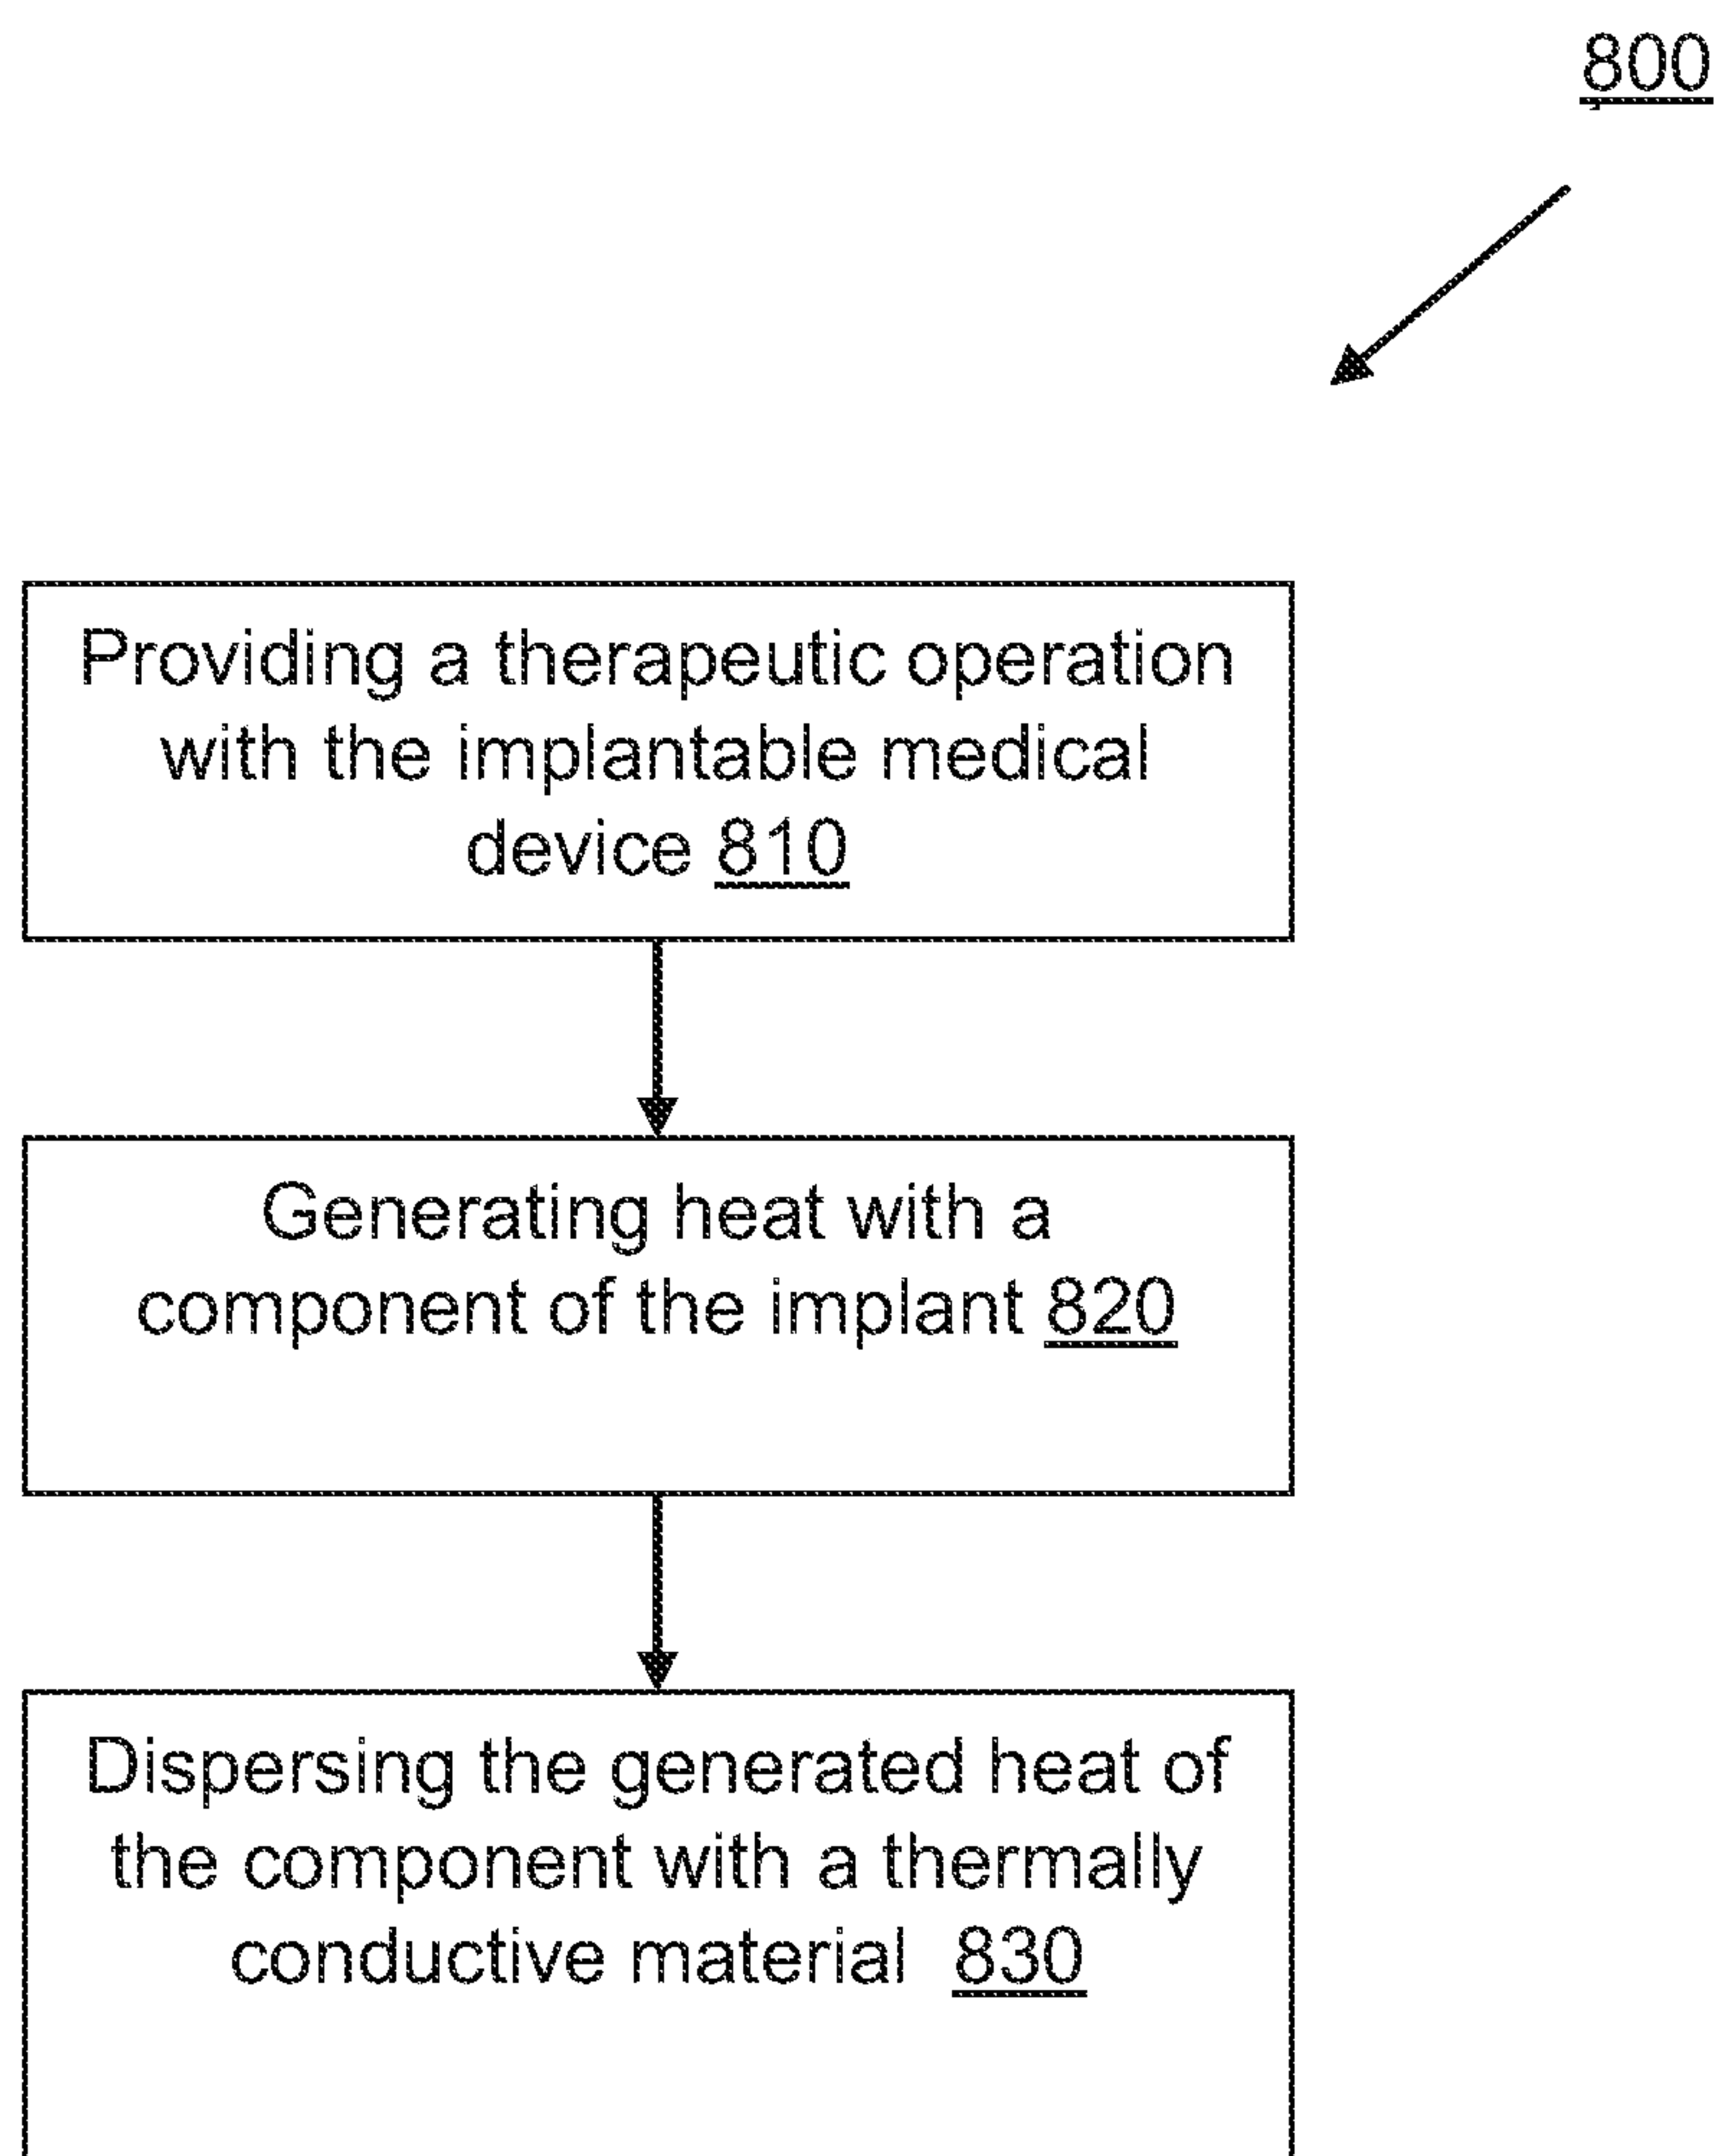 800
Providing a therapeutic operation
with the implantable medical
device 810
Generating heat with a
component of the implant 820
Dispersing the generated heat of
the component with a thermally
conductive material 830